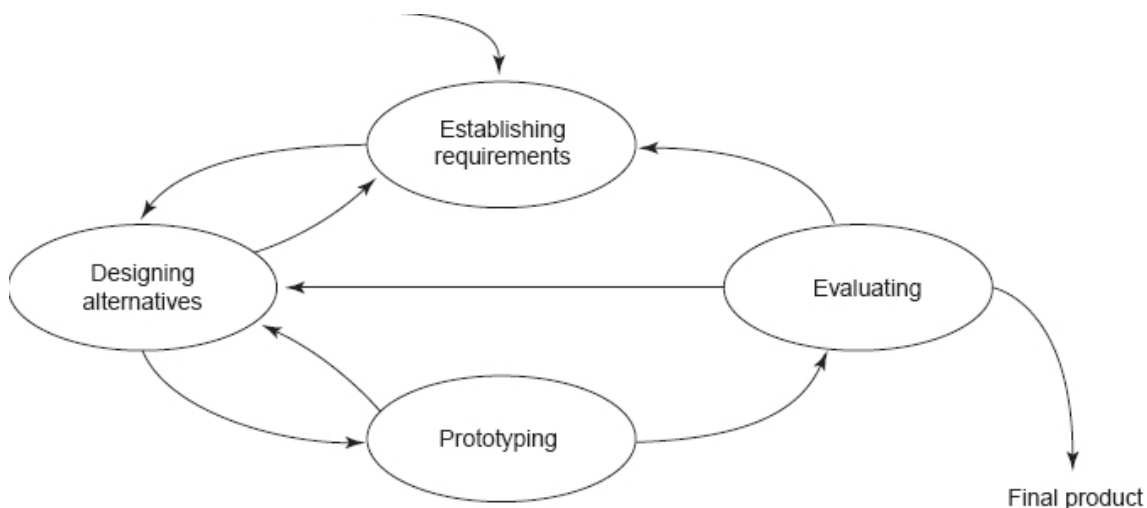 Establishing
requirements
Designing
alternatives
Evaluating
Prototyping
Final product